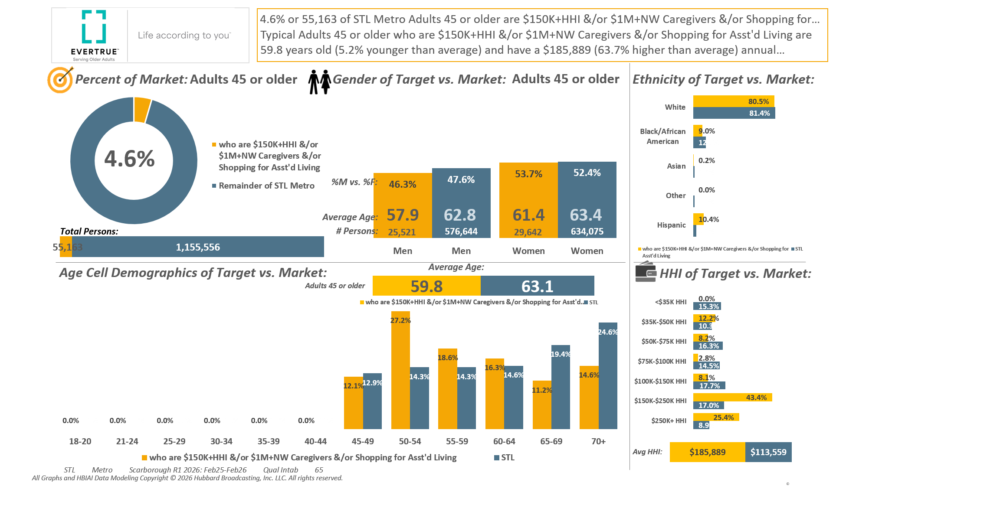 EVERTRUE™
Serving Older Adults
Life according to you™
4.6% or 55,163 of STL Metro Adults 45 or older are $150K+HHI &/or $1M+NW Caregivers &/or Shopping for...
Typical Adults 45 or older who are $150K+HHI &/or $1M+NW Caregivers &/or Shopping for Asst'd Living are
59.8 years old (5.2% younger than average) and have a $185,889 (63.7% higher than average) annual...
Percent of Market: Adults 45 or older
4.6%
who are $150K+HHI &/or
$1M+NW Caregivers &/or
Shopping for Asst'd Living
Remainder of STL Metro
Total Persons:
55,163 1,155,556
Gender of Target vs. Market: Adults 45 or older
%M vs. %F: 46.3% 47.6% 53.7% 52.4%
Average Age: 57.9 62.8 61.4 63.4
# Persons: 25,521 576,644 29,642 634,075
Men Men Women Women
Ethnicity of Target vs. Market:
White 80.5%
81.4%
Black/African
American
9.0%
12
Asian 0.2%
Other 0.0%
Hispanic 10.4%
who are $150K+HHI &/or $1M+NW Caregivers &/or Shopping for
Asst'd Living
STL
Age Cell Demographics of Target vs. Market:
Average Age:
Adults 45 or older 59.8 63.1
who are $150K+HHI &/or $1M+NW Caregivers &/or Shopping for Asst'd... STL
0.0% 0.0% 0.0% 0.0% 0.0% 0.0% 12.1% 12.9% 27.2% 14.3% 18.6% 14.3% 16.3% 14.6% 11.2% 19.4% 14.6% 24.6%
18-20 21-24 25-29 30-34 35-39 40-44 45-49 50-54 55-59 60-64 65-69 70+
who are $150K+HHI &/or $1M+NW Caregivers &/or Shopping for Asst'd Living STL
HHI of Target vs. Market:
<$35K HHI 0.0%
15.3%
$35K-$50K HHI 12.2%
10.3
$50K-$75K HHI 8.2%
16.3%
$75K-$100K HHI 2.8%
14.5%
$100K-$150K HHI 8.1%
17.7%
$150K-$250K HHI 43.4%
17.0%
$250K+ HHI 25.4%
8.9
Avg HHI: $185,889 $113,559
STL Metro Scarborough R1 2026: Feb25-Feb26 Qual Intab 65
All Graphs and HBIAI Data Modeling Copyright © 2026 Hubbard Broadcasting, Inc. LLC. All rights reserved.
©